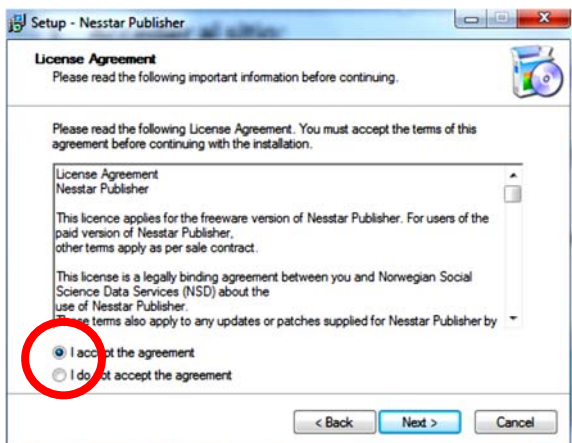 Setup - Nesstar Publisher
License Agreement
Please read the following important information before continuing.
Please read the following License Agreement. You must accept the terms of this
agreement before continuing with the installation.
License Agreement
Nesstar Publisher
This licence applies for the freeware version of Nesstar Publisher. For users of the
paid version of Nesstar Publisher,
other terms apply as per sale contract.
This license is a legally binding agreement between you and Norwegian Social
Science Data Services (NSD) about the
use of Nesstar Publisher.
These terms also apply to any updates or patches supplied for Nesstar Publisher by
I accept the agreement
I do not accept the agreement
< Back
Next >
Cancel